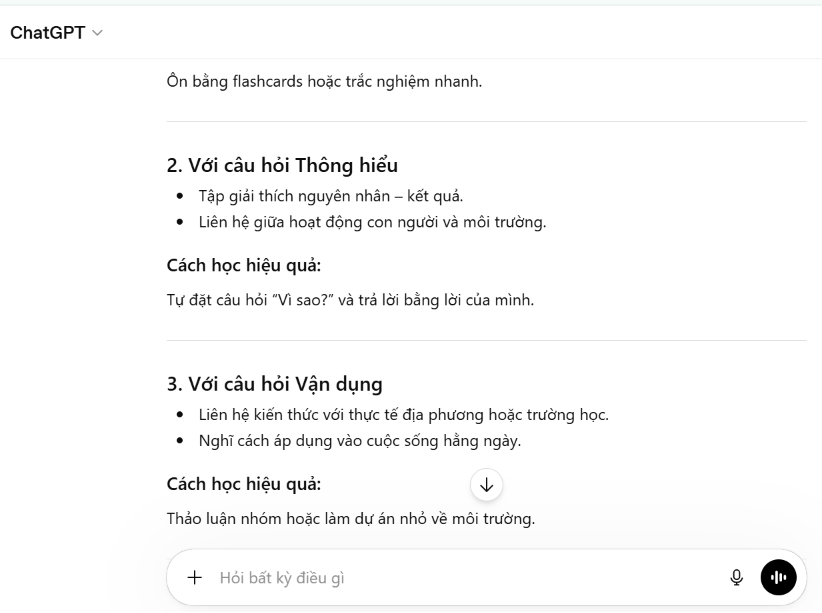 ChatGPT
Ôn bằng flashcards hoặc trắc nghiệm nhanh.
2. Với câu hỏi Thông hiểu
Tập giải thích nguyên nhân – kết quả.
Liên hệ giữa hoạt động con người và môi trường.
Cách học hiệu quả:
Tự đặt câu hỏi “Vì sao?” và trả lời bằng lời của mình.
3. Với câu hỏi Vận dụng
Liên hệ kiến thức với thực tế địa phương hoặc trường học.
Nghĩ cách áp dụng vào cuộc sống hằng ngày.
Cách học hiệu quả:
Thảo luận nhóm hoặc làm dự án nhỏ về môi trường.
Hỏi bất kỳ điều gì